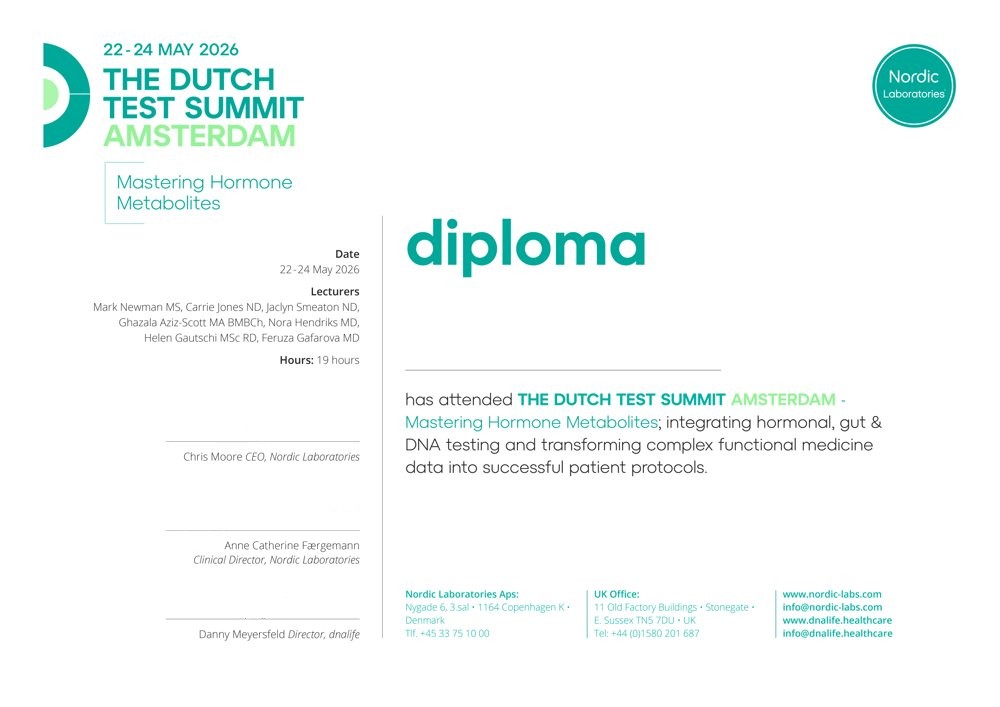 22-24 MAY 2026
THE DUTCH
TEST SUMMIT
AMSTERDAM
Mastering Hormone
Metabolites
Nordic
Laboratories
Date
22-24 May 2026
Lecturers
Mark Newman MS, Carrie Jones ND, Jaclyn Smeaton ND,
Ghazala Aziz-Scott MA BMBCh, Nora Hendriks MD,
Helen Gautschi MSc RD, Feruza Gafarova MD
Hours: 19 hours
Chris Moore CEO, Nordic Laboratories
Anne Catherine Færgemann
Clinical Director, Nordic Laboratories
Danny Meyersfeld Director, dnalife
diploma
has attended THE DUTCH TEST SUMMIT AMSTERDAM -
Mastering Hormone Metabolites; integrating hormonal, gut &
DNA testing and transforming complex functional medicine
data into successful patient protocols.
Nordic Laboratories Aps:
Nygade 6, 3.sal • 1164 Copenhagen K •
Denmark
Tlf. +45 33 75 10 00
UK Office:
11 Old Factory Buildings • Stonegate •
E. Sussex TN5 7DU • UK
Tel: +44 (0)1580 201 687
www.nordic-labs.com
info@nordic-labs.com
www.dnalife.healthcare
info@dnalife.healthcare